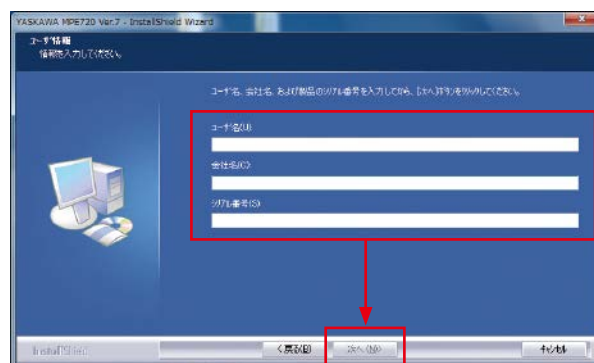 YASKAWA MPE720 Ver.7 - InstallShield Wizard
ユーザ情報
情報を入力してください。
ユーザ名、会社名、および製品のシリアル番号を入力してから、[次へ]ボタンをクリックしてください。
ユーザ名(U)
会社名(C)
シリアル番号(S)
InstallShield
< 戻る(B)
次へ(N)>
キャンセル